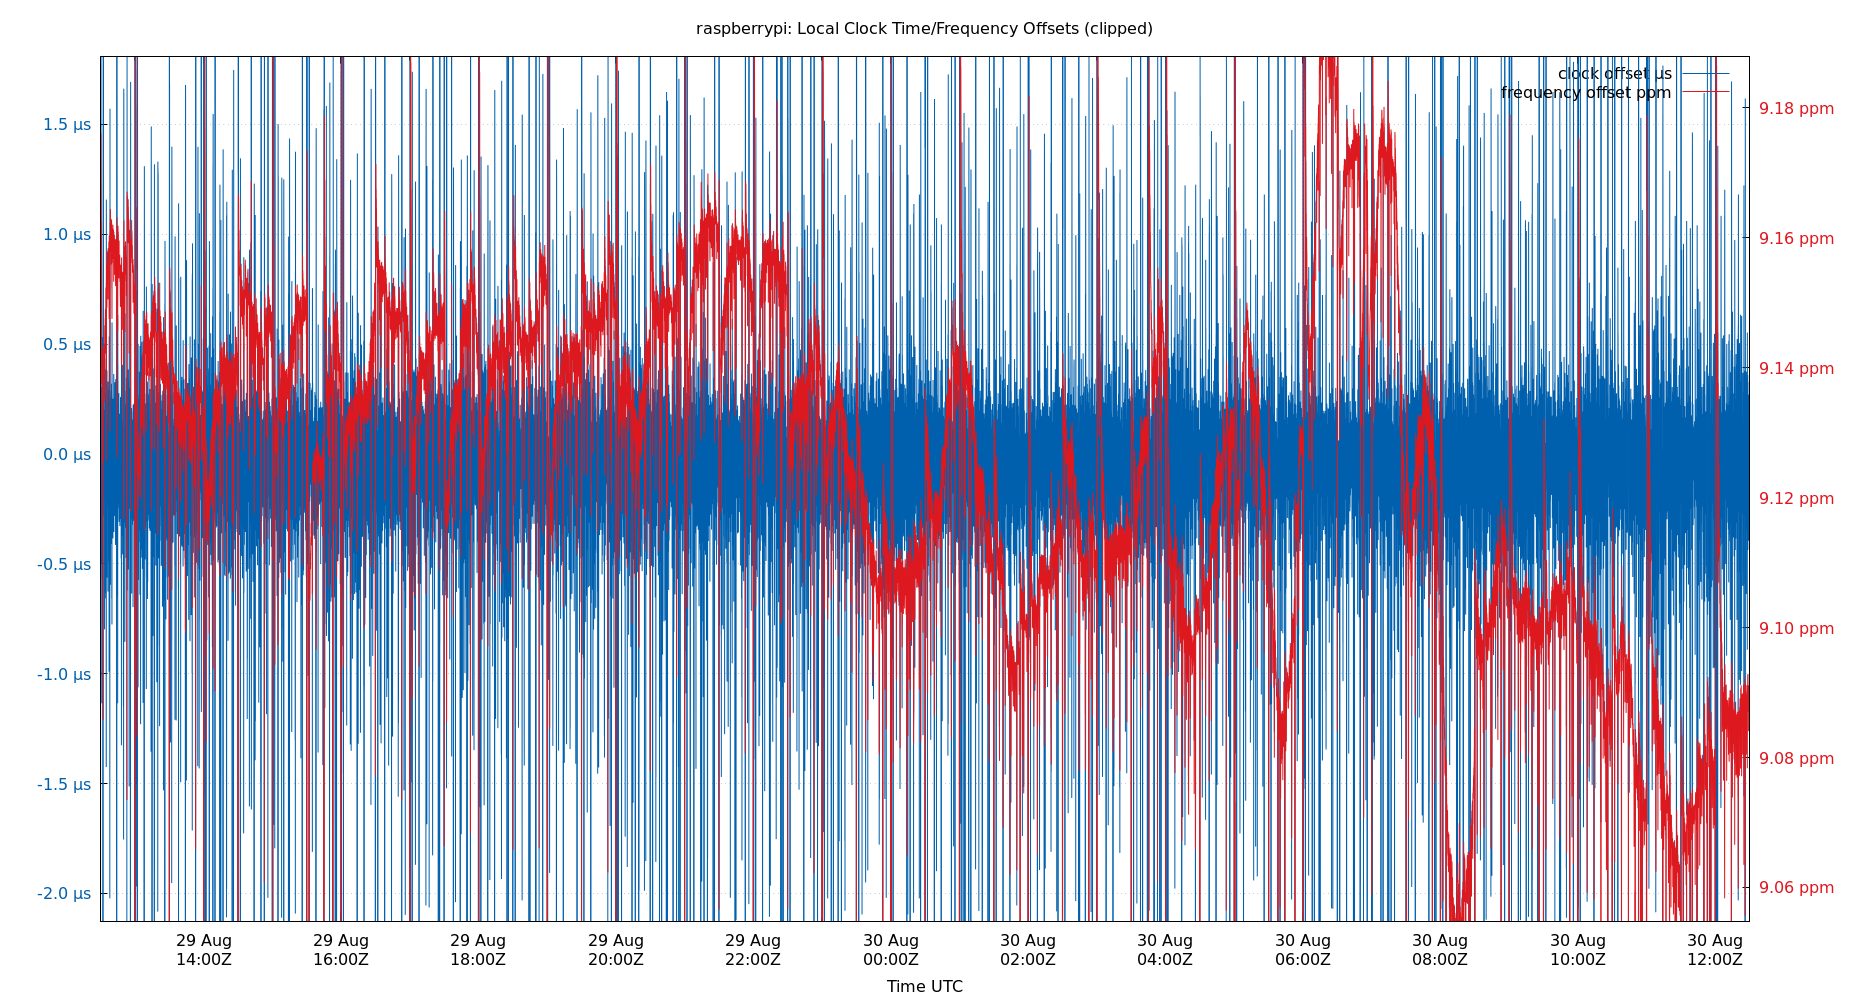 raspberrypi: Local Clock Time/Frequency Offsets (clipped)
clock offset µs
frequency offset ppm
1.5 µs
1.0 µs
0.5 µs
0.0 µs
-0.5 µs
-1.0 µs
-1.5 µs
-2.0 µs
9.18 ppm
9.16 ppm
9.14 ppm
9.12 ppm
9.10 ppm
9.08 ppm
9.06 ppm
29 Aug 29 Aug 29 Aug 29 Aug 29 Aug 30 Aug 30 Aug 30 Aug 30 Aug 30 Aug 30 Aug 30 Aug
14:00Z 16:00Z 18:00Z 20:00Z 22:00Z 00:00Z 02:00Z 04:00Z 06:00Z 08:00Z 10:00Z 12:00Z
Time UTC